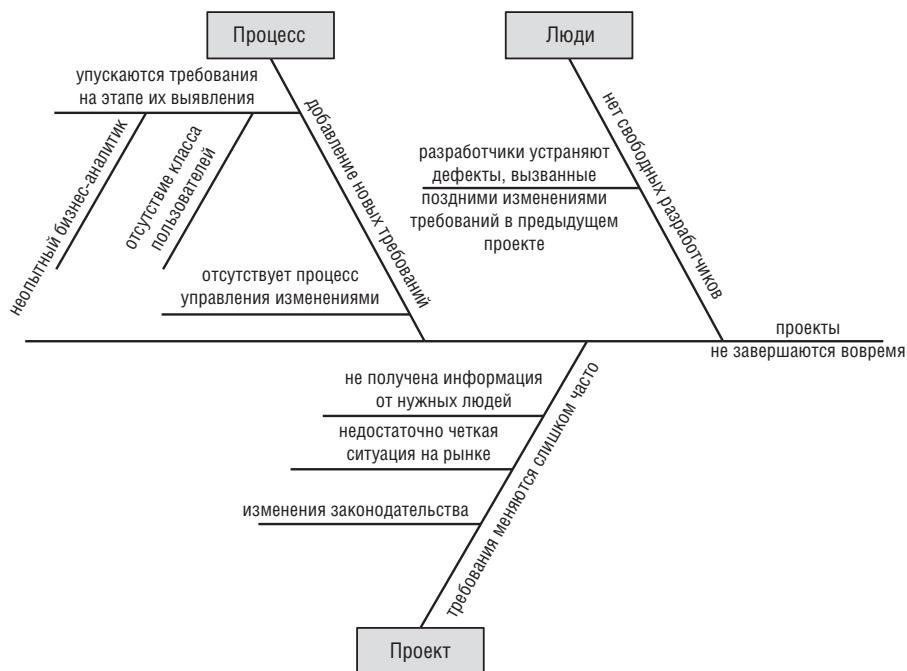 Процесс
Люди
упускаются требования
на этапе их выявления
добавление новых требований
неопытный бизнес-аналитик
отсутствие класса
пользователей
отсутствует процесс
управления изменениями
нет свободных разработчиков
разработчики устраняют
дефекты, вызванные
поздними изменениями
требований в предыдущем
проекте
проекты
не завершаются вовремя
не получена информация
от нужных людей
недостаточно четкая
ситуация на рынке
изменения законодательства
требования меняются слишком часто
Проект